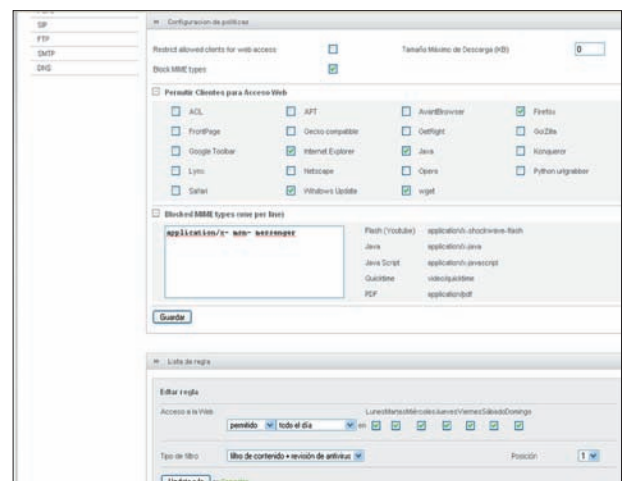 SIP
FTP
SMTP
DNS
Configuracion de politicas
Restrict allowed clients for web access
Tamaño Máximo de Descarga (KB)
0
Block MIME types
Permitir Clientes para Acceso Web
AOL
APT
AvantBrowser
Firefox
FrontPage
Gecko compatible
GetRight
Go!Zilla
Google Toolbar
Internet Explorer
Java
Konqueror
Lynx
Netscape
Opera
Python urlgrabber
Safari
Windows Update
wget
Blocked MIME types (one per line)
application/x- msn- messenger
Flash (Youtube) application/x-shockwave-flash
Java application/x-java
Java Script application/x-javascript
Quicktime video/quicktime
PDF application/pdf
Guardar
Lista de regla
Editar regla
Acceso a la Web
LunesMartesMiércolesJuevesViernesSábadoDomingo
permitido todo el día en
Tipo de filtro
filtro de contenido + revisión de antivirus
Posición
1